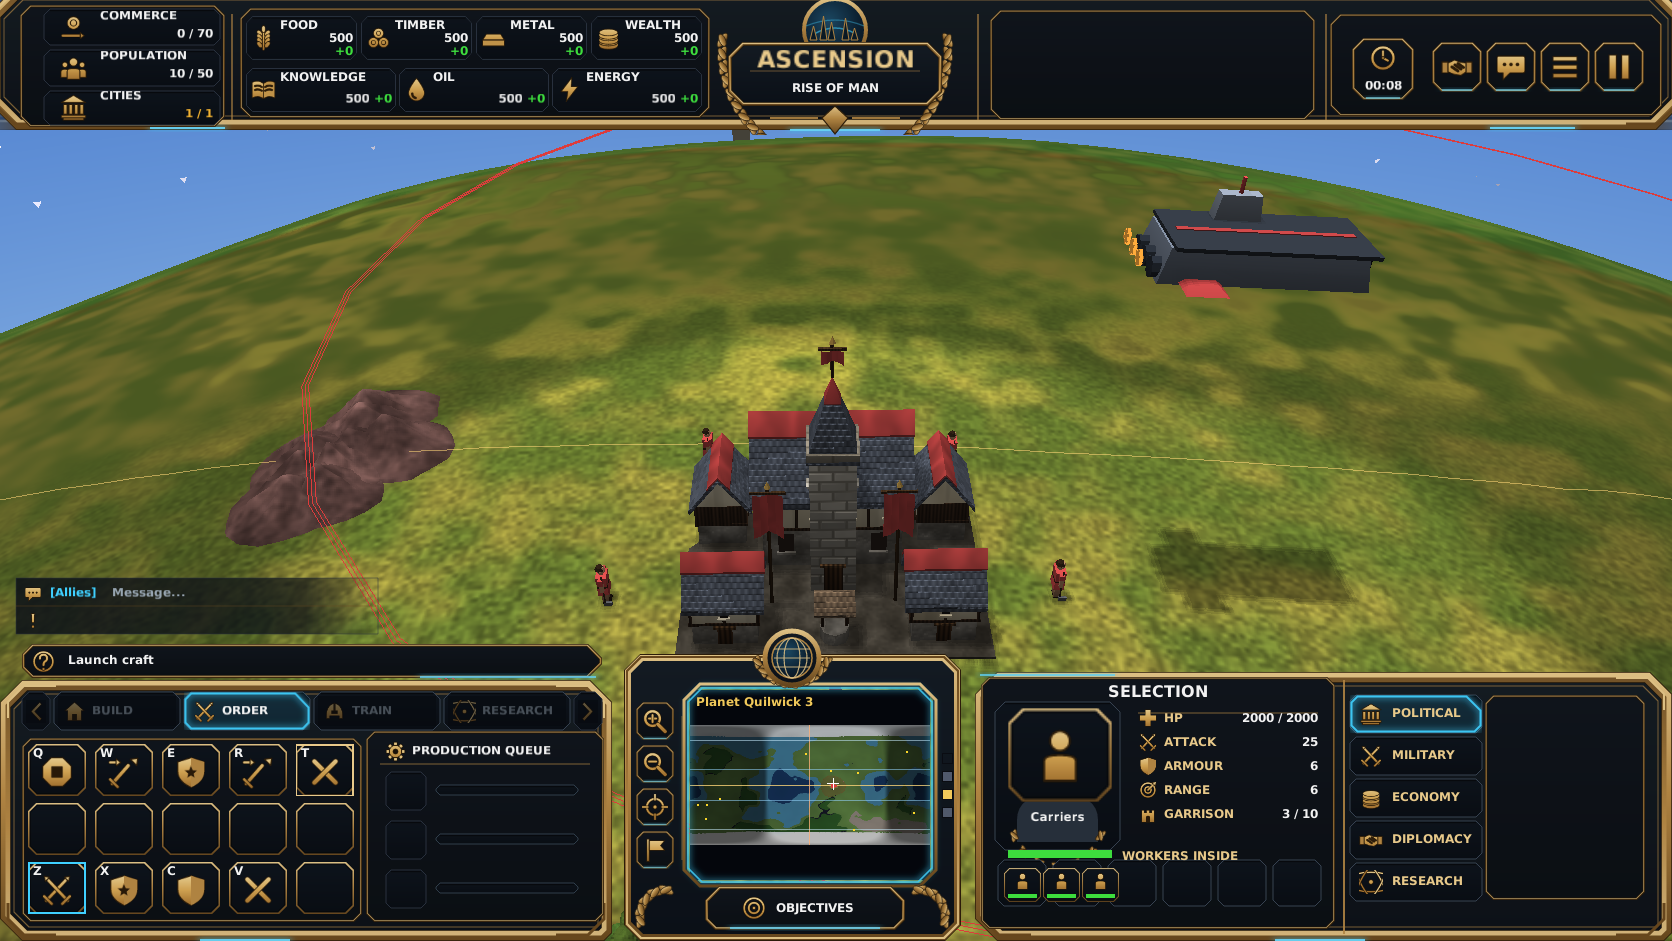 COMMERCE
0 / 70
POPULATION
10 / 50
CITIES
1 / 1
FOOD
500
+0
TIMBER
500
+0
METAL
500
+0
WEALTH
500
+0
KNOWLEDGE
500 +0
OIL
500 +0
ENERGY
500 +0
ASCENSION
RISE OF MAN
00:08
[Allies] Message...
!
Launch craft
BUILD
ORDER
TRAIN
RESEARCH
Q W E R T
Z X C V
PRODUCTION QUEUE
Planet Quilwick 3
OBJECTIVES
SELECTION
HP 2000 / 2000
ATTACK 25
ARMOUR 6
RANGE 6
GARRISON 3 / 10
Carriers
WORKERS INSIDE
POLITICAL
MILITARY
ECONOMY
DIPLOMACY
RESEARCH